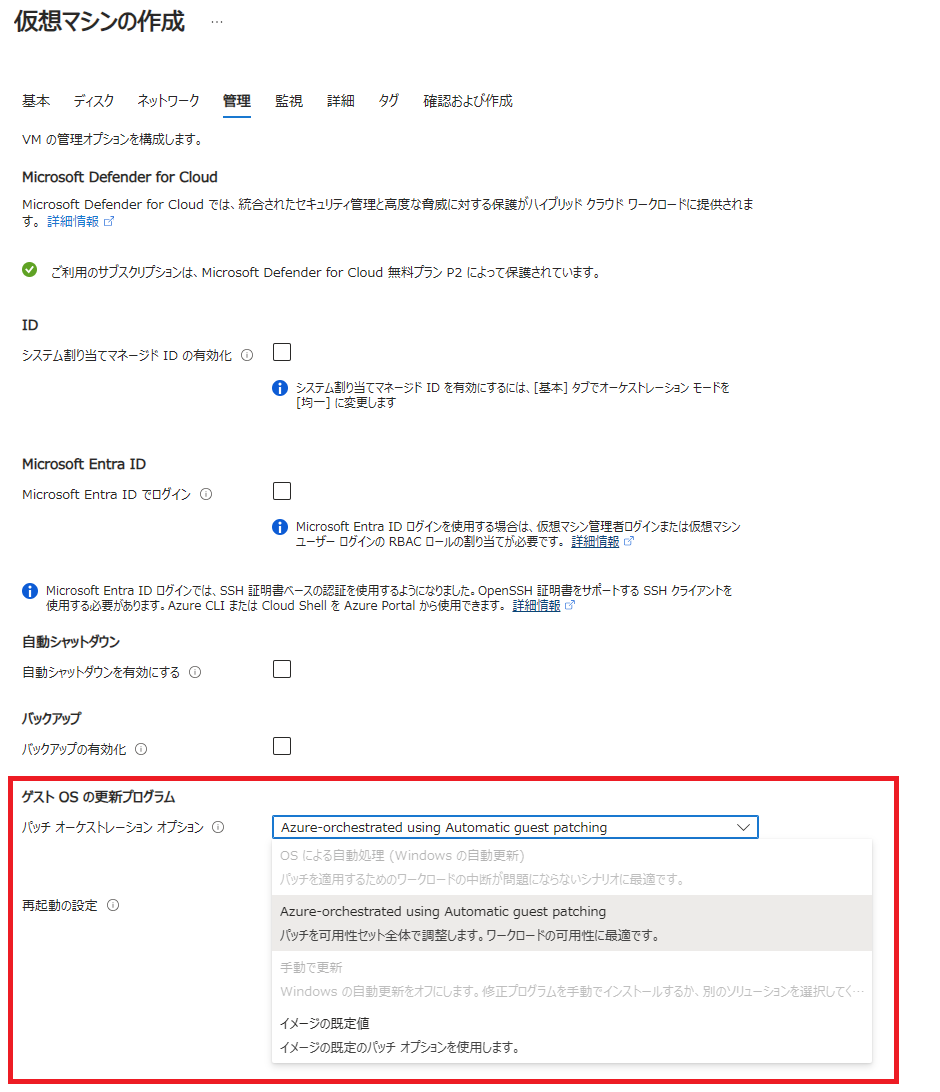 仮想マシンの作成 …
基本 ディスク ネットワーク 管理 監視 詳細 タグ 確認および作成
VM の管理オプションを構成します。
Microsoft Defender for Cloud
Microsoft Defender for Cloud では、統合されたセキュリティ管理と高度な脅威に対する保護がハイブリッド クラウド ワークロードに提供されま
す。 詳細情報
ご利用のサブスクリプションは、Microsoft Defender for Cloud 無料プラン P2 によって保護されています。
ID
システム割り当てマネージド ID の有効化
システム割り当てマネージド ID を有効にするには、[基本] タブでオーケストレーション モードを
[均一] に変更します
Microsoft Entra ID
Microsoft Entra ID でログイン
Microsoft Entra ID ログインを使用する場合は、仮想マシン管理者ログインまたは仮想マシン
ユーザー ログインの RBAC ロールの割り当てが必要です。 詳細情報
Microsoft Entra ID ログインでは、SSH 証明書ベースの認証を使用するようになりました。OpenSSH 証明書をサポートする SSH クライアントを
使用する必要があります。Azure CLI または Cloud Shell を Azure Portal から使用できます。 詳細情報
自動シャットダウン
自動シャットダウンを有効にする
バックアップ
バックアップの有効化
ゲスト OS の更新プログラム
パッチ オーケストレーション オプション
Azure-orchestrated using Automatic guest patching
OS による自動処理 (Windows の自動更新)
パッチを適用するためのワークロードの中断が問題にならないシナリオに最適です。
再起動の設定
Azure-orchestrated using Automatic guest patching
パッチを可用性セット全体で調整します。ワークロードの可用性に最適です。
手動で更新
Windows の自動更新をオフにします。修正プログラムを手動でインストールするか、別のソリューションを選択してく…
イメージの既定値
イメージの既定のパッチ オプションを使用します。